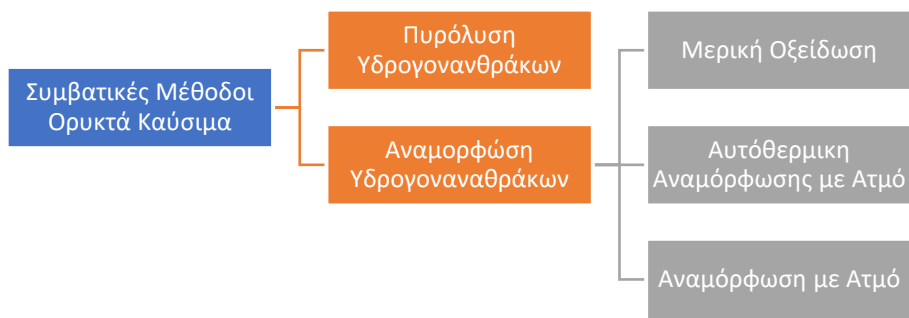 Συμβατικές Μέθοδοι
Ορυκτά Καύσιμα
Πυρόλυση
Υδρογονανθράκων
Αναμορφώση
Υδρογοναναθράκων
Μερική Οξείδωση
Αυτόθερμικη
Αναμόρφωσης με Ατμό
Αναμόρφωση με Ατμό